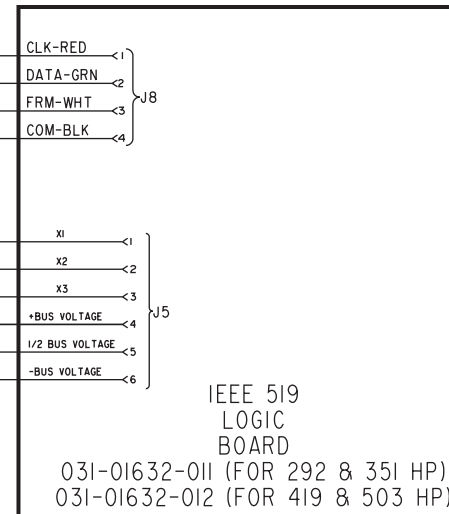 CLK-RED 1
DATA-GRN 2
J8
FRM-WHT 3
COM-BLK 4
X1 1
X2 2
X3 3
J5
+BUS VOLTAGE 4
1/2 BUS VOLTAGE 5
-BUS VOLTAGE 6
IEEE 519
LOGIC
BOARD
031-01632-011 (FOR 292 & 351 HP)
031-01632-012 (FOR 419 & 503 HP)